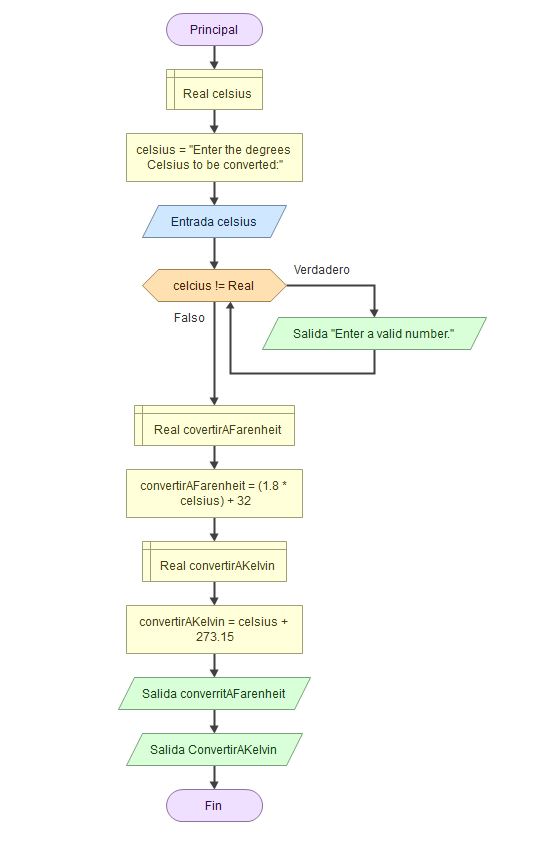 Principal
Real celsius
celsius = "Enter the degrees
Celsius to be converted:"
Entrada celsius
celcius != Real
Verdadero
Falso
Salida "Enter a valid number."
Real covertirAFarenheit
convertirAFarenheit = (1.8 *
celsius) + 32
Real convertirAKelvin
convertirAKelvin = celsius +
273.15
Salida converritAFarenheit
Salida ConvertirAKelvin
Fin